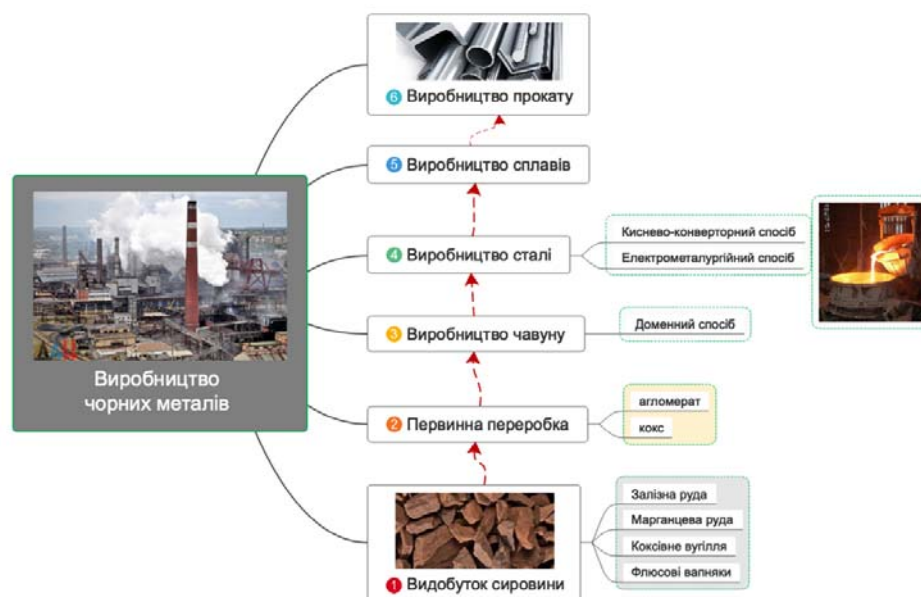 6 Виробництво прокату
5 Виробництво сплавів
4 Виробництво сталі
Киснево-конверторний спосіб
Електрометалургійний спосіб
3 Виробництво чавуну
Доменний спосіб
Виробництво
чорних металів
2 Первинна переробка
агломерат
кокс
1 Видобуток сировини
Залізна руда
Марганцева руда
Коксівне вугілля
Флюсові вапняки